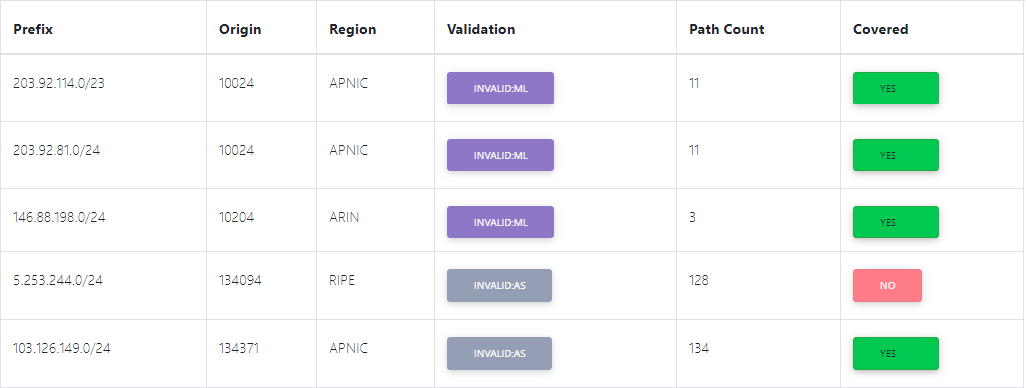 Prefix Origin Region Validation Path Count Covered
203.92.114.0/23 10024 APNIC INVALID:ML 11 YES
203.92.81.0/24 10024 APNIC INVALID:ML 11 YES
146.88.198.0/24 10204 ARIN INVALID:ML 3 YES
5.253.244.0/24 134094 RIPE INVALID:AS 128 NO
103.126.149.0/24 134371 APNIC INVALID:AS 134 YES